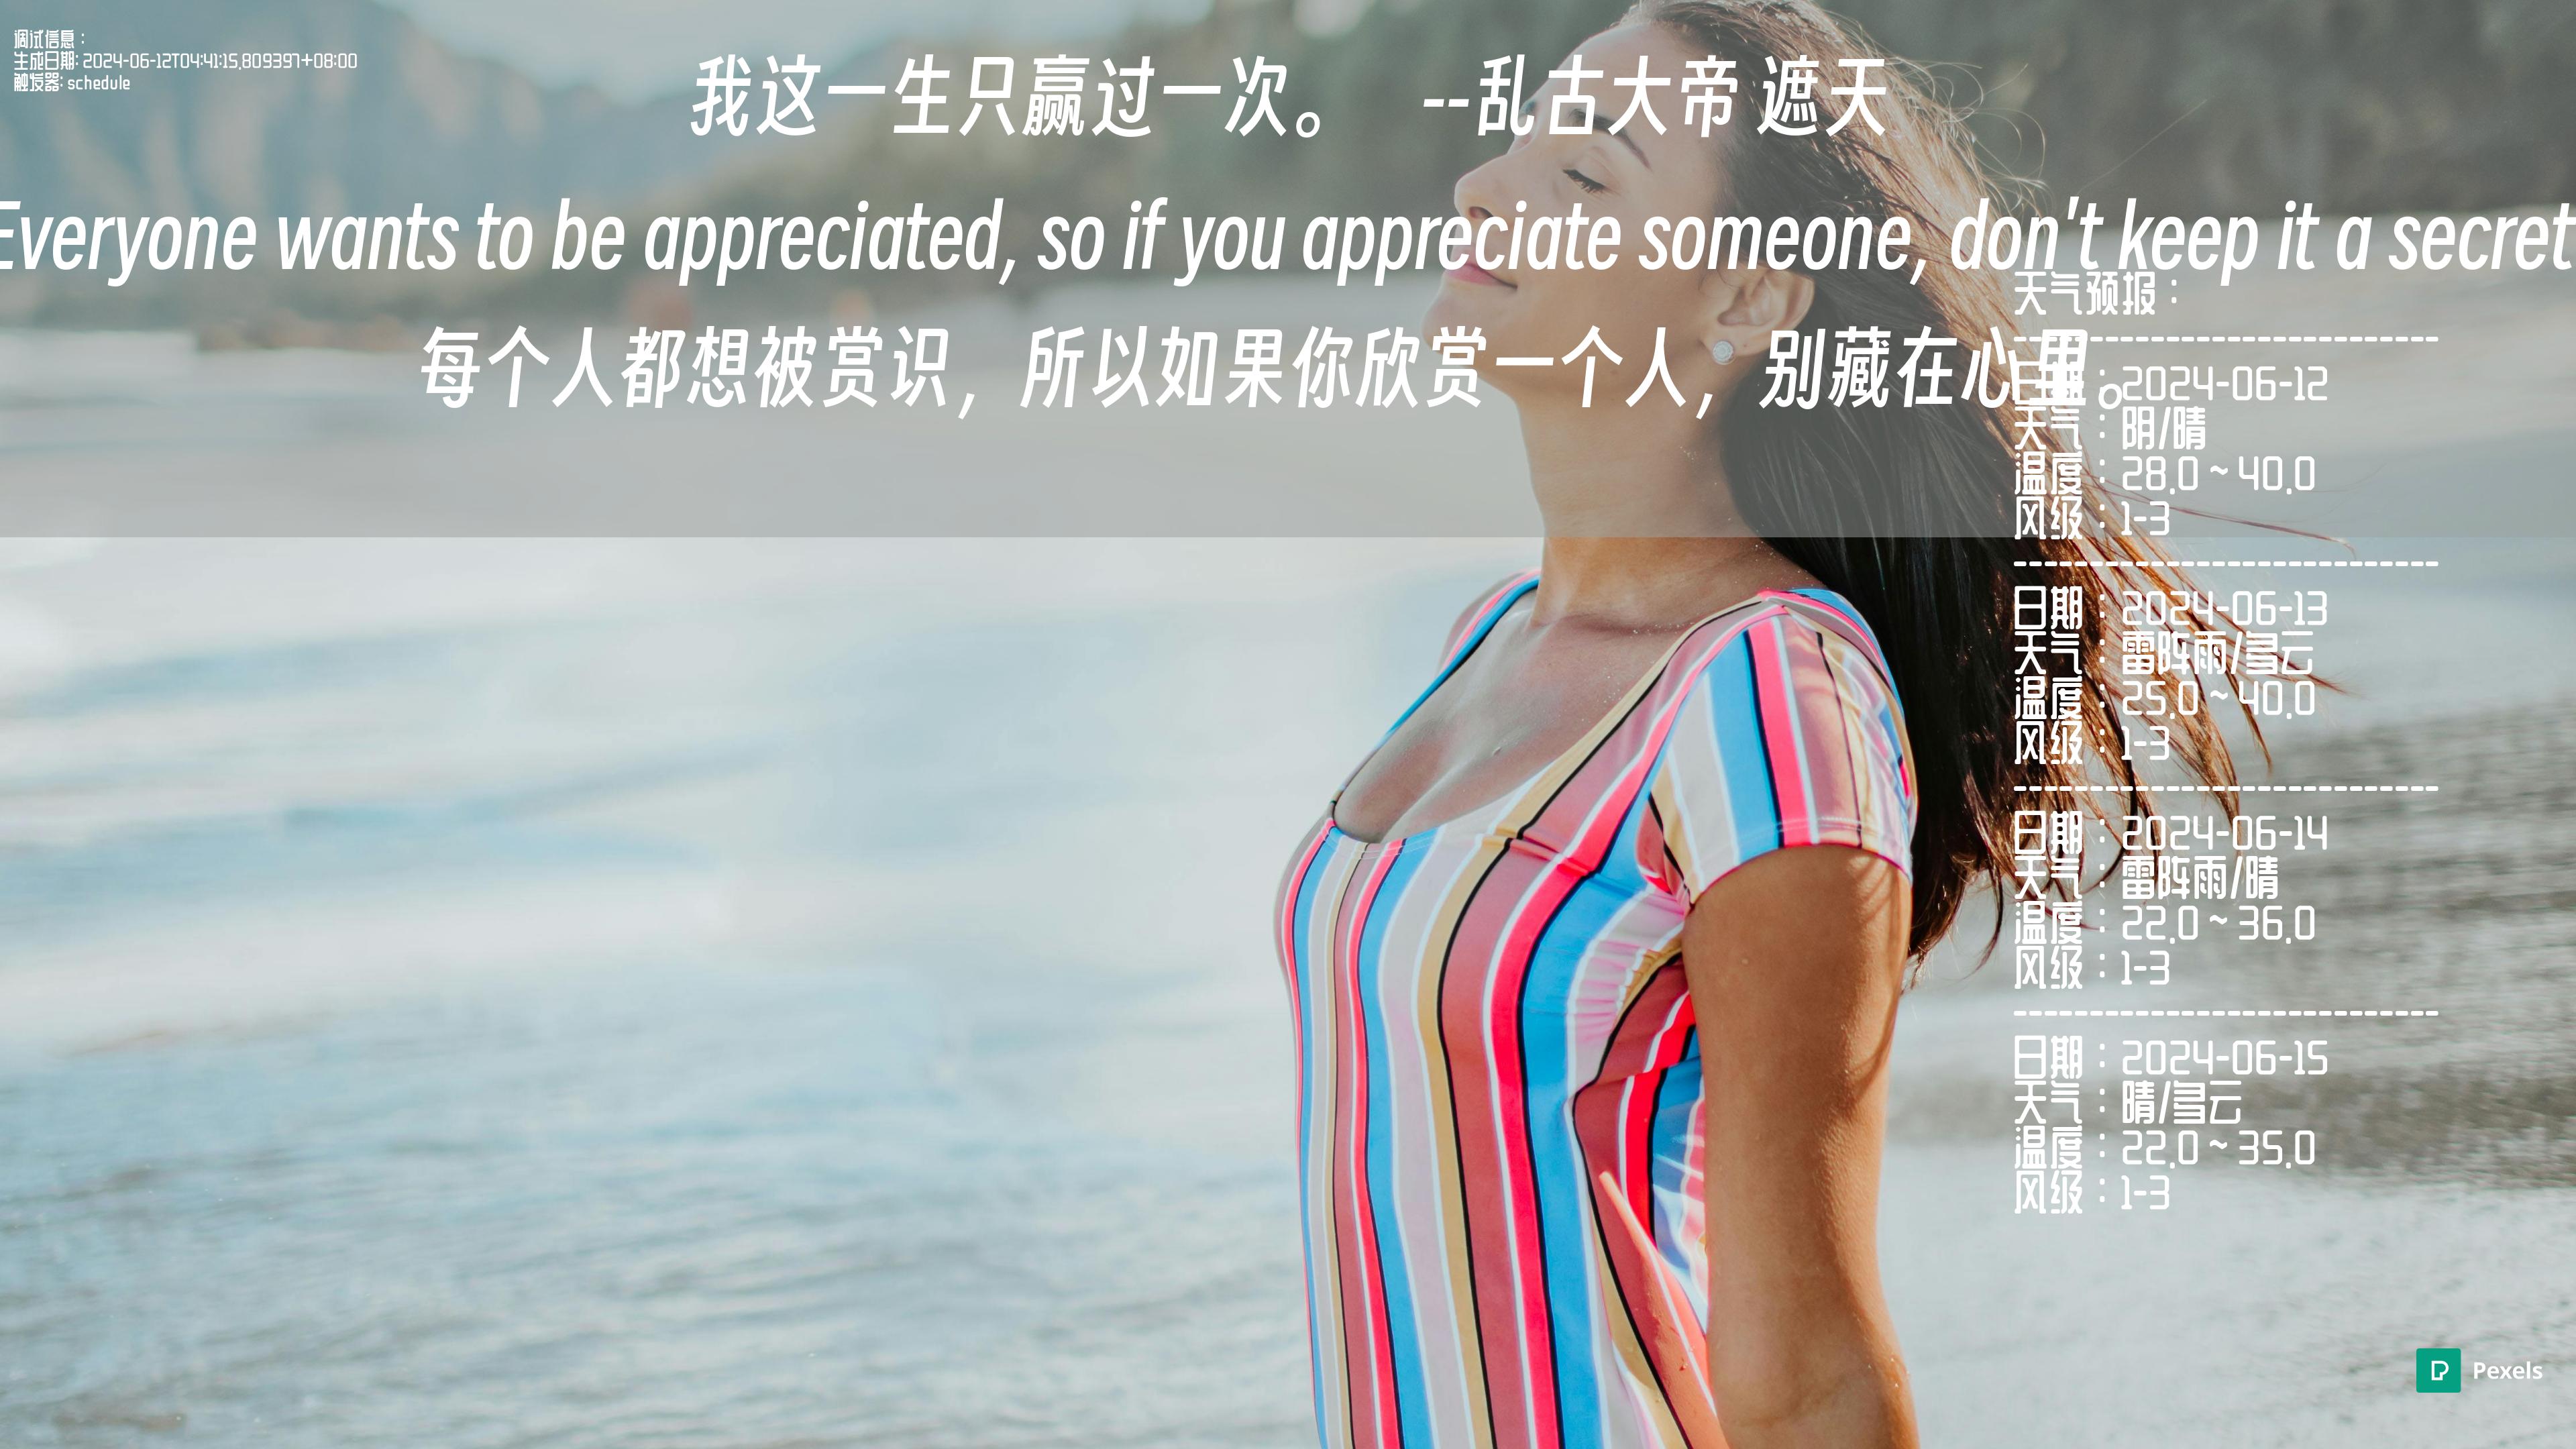 调试信息：
生成日期: 2024-06-12T04:41:15.809397+08:00
触发器: schedule
我这一生只赢过一次。 --乱古大帝 遮天
Everyone wants to be appreciated, so if you appreciate someone, don't keep it a secret
每个人都想被赏识，所以如果你欣赏一个人，别藏在心里。
天气预报：
----------------------------
日期：2024-06-12
天气：阴/晴
温度：28.0 ~ 40.0
风级：1-3
----------------------------
日期：2024-06-13
天气：雷阵雨/多云
温度：25.0 ~ 40.0
风级：1-3
----------------------------
日期：2024-06-14
天气：雷阵雨/晴
温度：22.0 ~ 36.0
风级：1-3
----------------------------
日期：2024-06-15
天气：晴/多云
温度：22.0 ~ 35.0
风级：1-3
Pexels